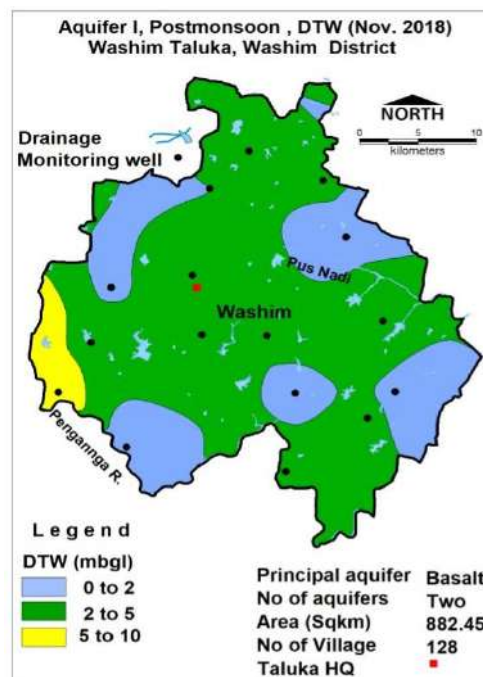 Aquifer I, Postmonsoon , DTW (Nov. 2018)
Washim Taluka, Washim District
NORTH
0 5 10
kilometers
Drainage
Monitoring well
Pus Nadi
Washim
Pengannga R.
Legend
DTW (mbgl)
0 to 2
2 to 5
5 to 10
Principal aquifer Basalt
No of aquifers Two
Area (Sqkm) 882.45
No of Village 128
Taluka HQ